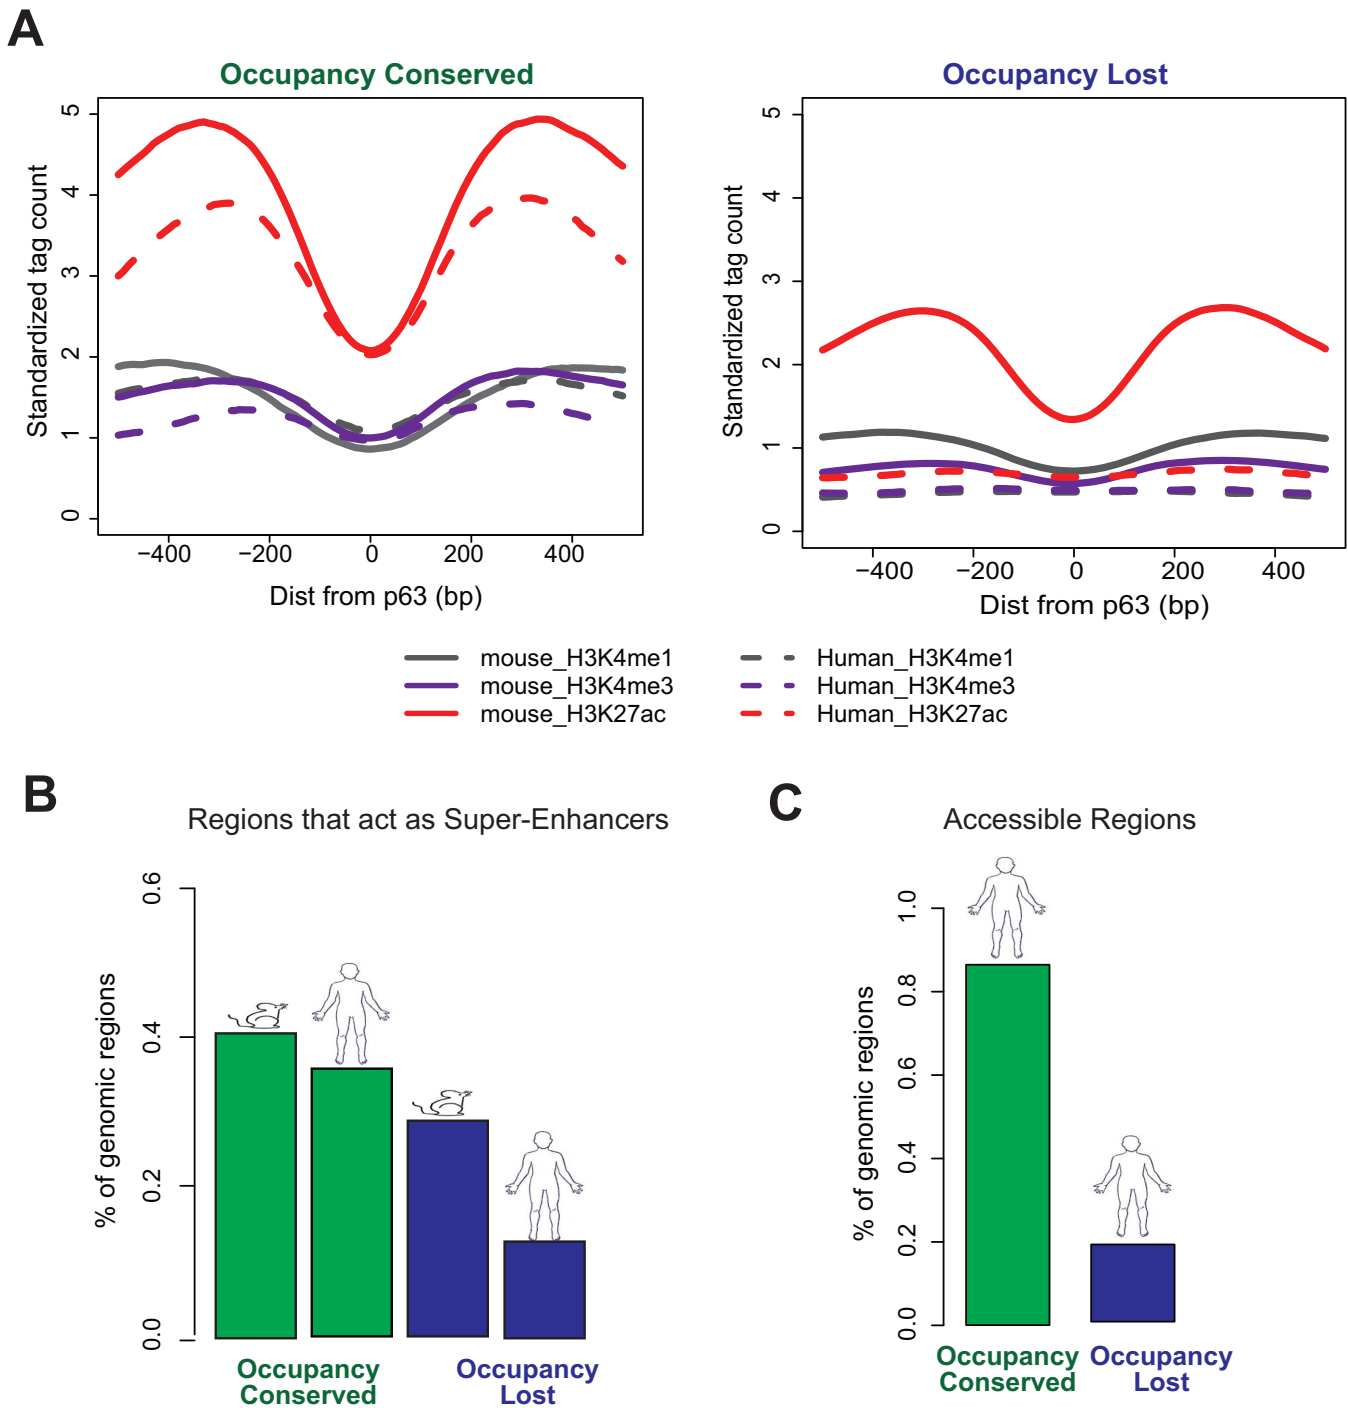 A
Occupancy Conserved
Occupancy Lost
Standardized tag count
5
4
3
2
1
0
−400
−200
0
200
400
Dist from p63 (bp)
Standardized tag count
5
4
3
2
1
0
−400
−200
0
200
400
Dist from p63 (bp)
mouse_H3K4me1
mouse_H3K4me3
mouse_H3K27ac
Human_H3K4me1
Human_H3K4me3
Human_H3K27ac
B
Regions that act as Super-Enhancers
% of genomic regions
0.6
0.4
0.2
0.0
Occupancy
Conserved
Occupancy
Lost
C
Accessible Regions
% of genomic regions
1.0
0.8
0.6
0.4
0.2
0.0
Occupancy
Conserved
Occupancy
Lost